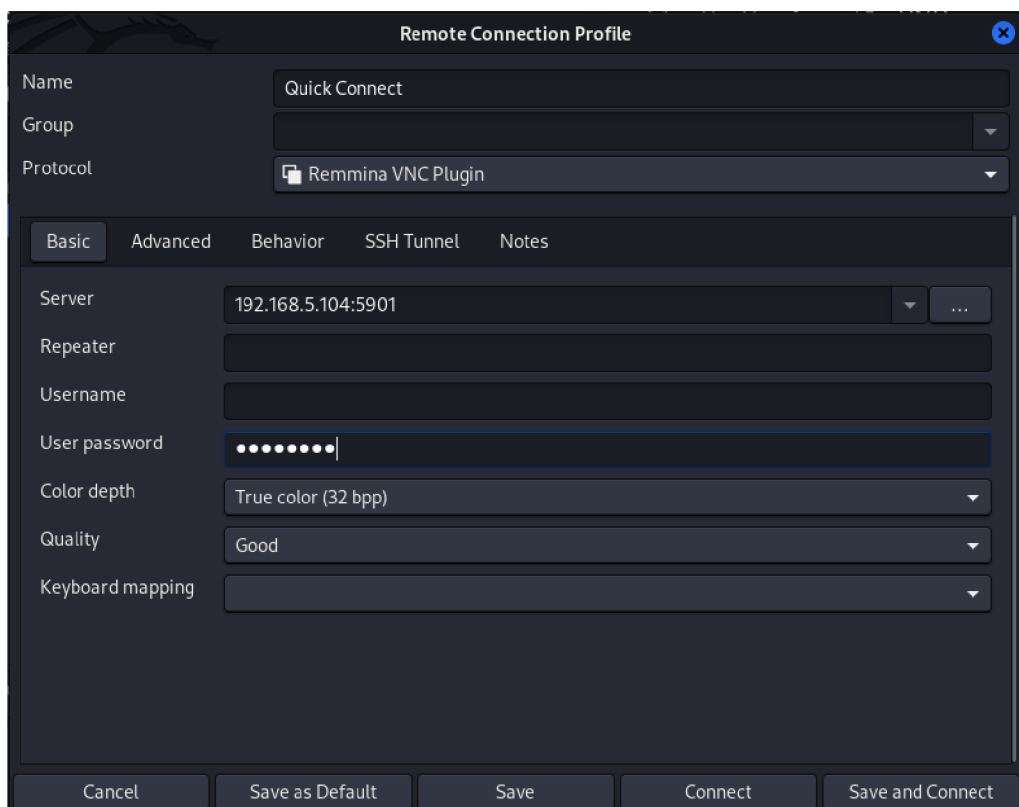 Remote Connection Profile
Name
Quick Connect
Group
Protocol
Remmina VNC Plugin
Basic Advanced Behavior SSH Tunnel Notes
Server
192.168.5.104:5901
...
Repeater
Username
User password
••••••••
Color depth
True color (32 bpp)
Quality
Good
Keyboard mapping
Cancel Save as Default Save Connect Save and Connect